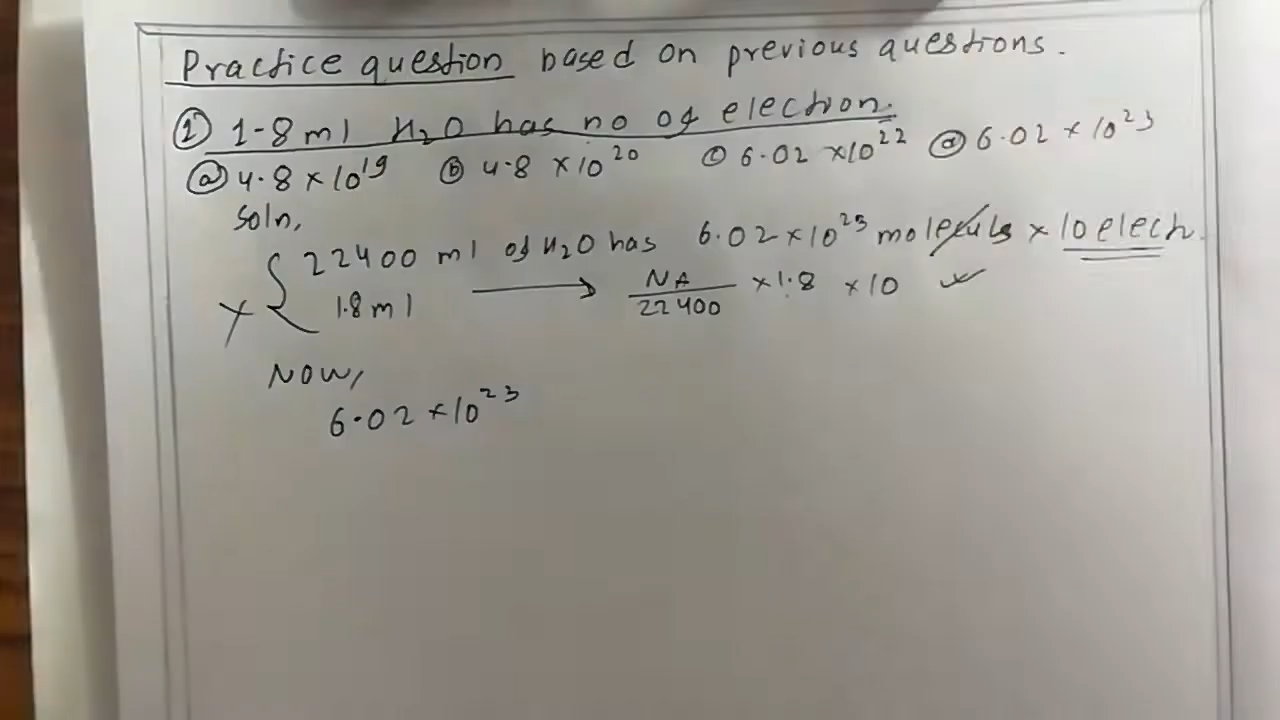 Practice question based on previous questions.
① 1-8 ml H₂O has no of election.
ⓐ 4.8 × 10¹⁹ ⓑ 4.8 × 10²⁰ ⓒ 6.02 × 10²² ⓓ 6.02 × 10²³
Soln,
22400 ml of H₂O has 6.02 × 10²³ molecules × 10 elech.
× 1.8 ml → NA/22400 × 1.8 × 10 ✓
Now,
6.02 × 10²³